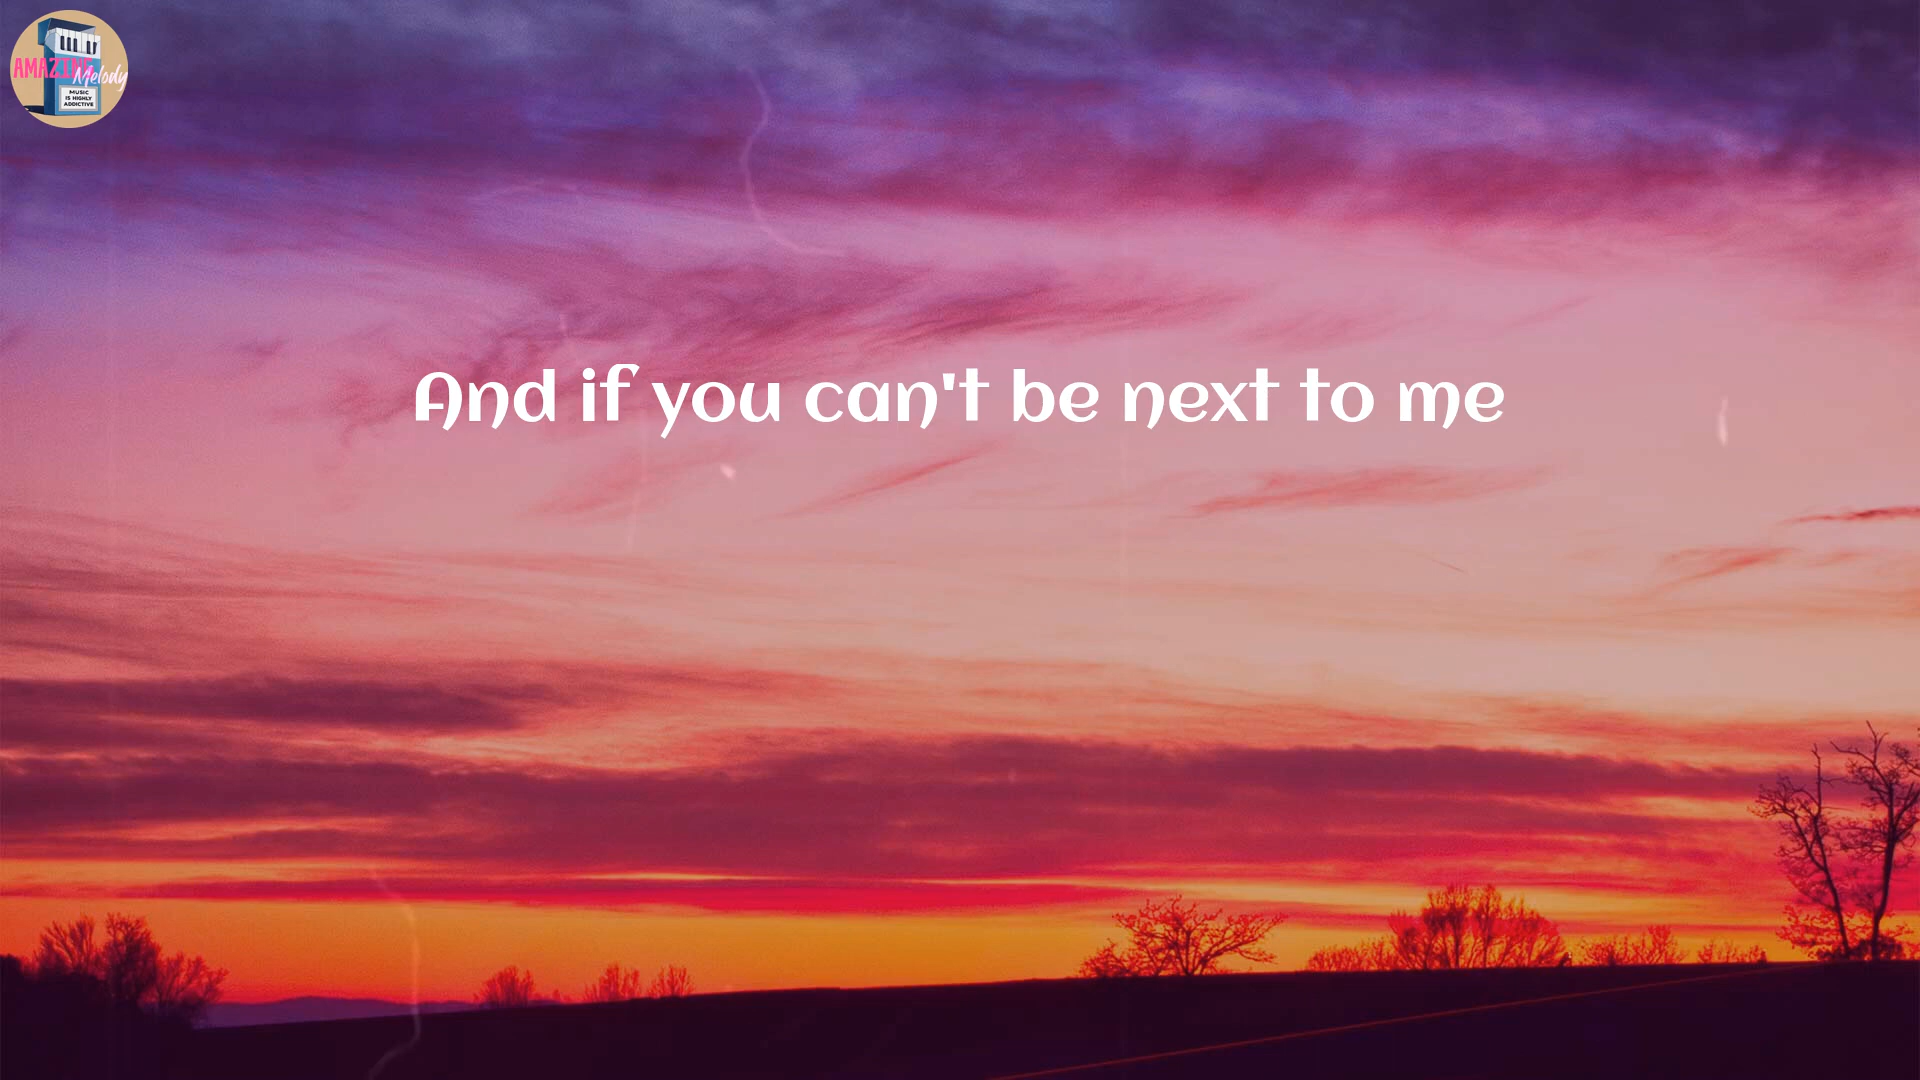 AMAZING
Melody
MUSIC
IS HIGHLY
ADDICTIVE
And if you can't be next to me